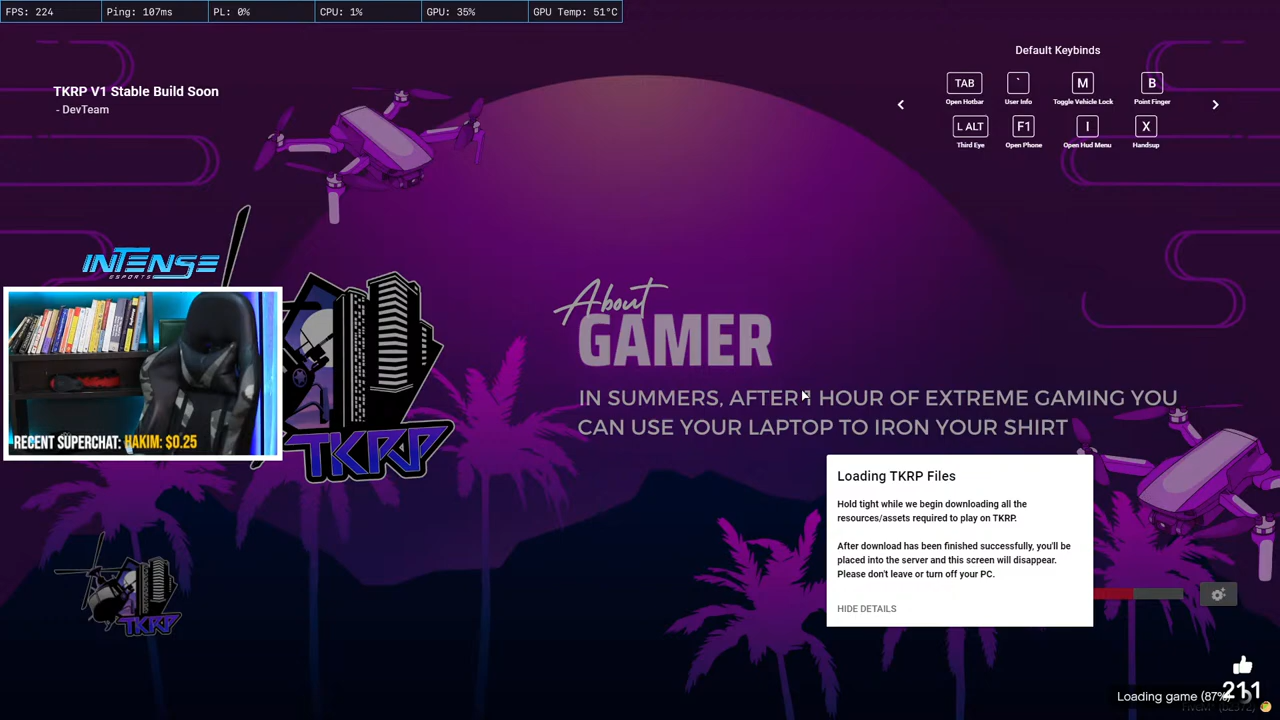 FPS: 224 Ping: 107ms PL: 0% CPU: 1% GPU: 35% GPU Temp: 51°C
Default Keybinds
TAB ` M B
Open Hotbar User Info Toggle Vehicle Lock Point Finger
L ALT F1 I X
Third Eye Open Phone Open Hud Menu Handsup
TKRP V1 Stable Build Soon
- DevTeam
INTENSE
ESPORTS
RECENT SUPERCHAT: HAKIM: $0.25
TKRP
About
GAMER
IN SUMMERS, AFTER 1 HOUR OF EXTREME GAMING YOU
CAN USE YOUR LAPTOP TO IRON YOUR SHIRT
Loading TKRP Files
Hold tight while we begin downloading all the
resources/assets required to play on TKRP.
After download has been finished successfully, you'll be
placed into the server and this screen will disappear.
Please don't leave or turn off your PC.
HIDE DETAILS
TKRP
211
Loading game (87%)